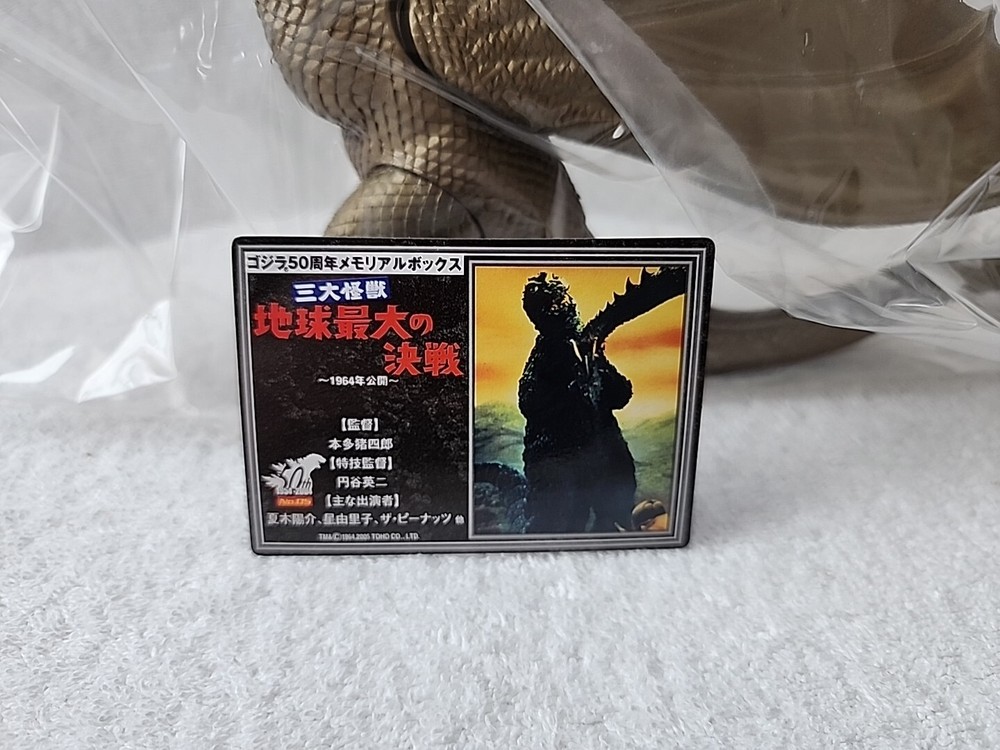 ゴジラ50周年メモリアルボックス
三大怪獣
地球最大の
決戦
〜1964年公開〜
【監督】
本多猪四郎
【特技監督】
円谷英二
【主な出演者】
夏木陽介、星由里子、ザ・ピーナッツ 他
50th
TM&Ⓒ1964,2005 TOHO CO., LTD.